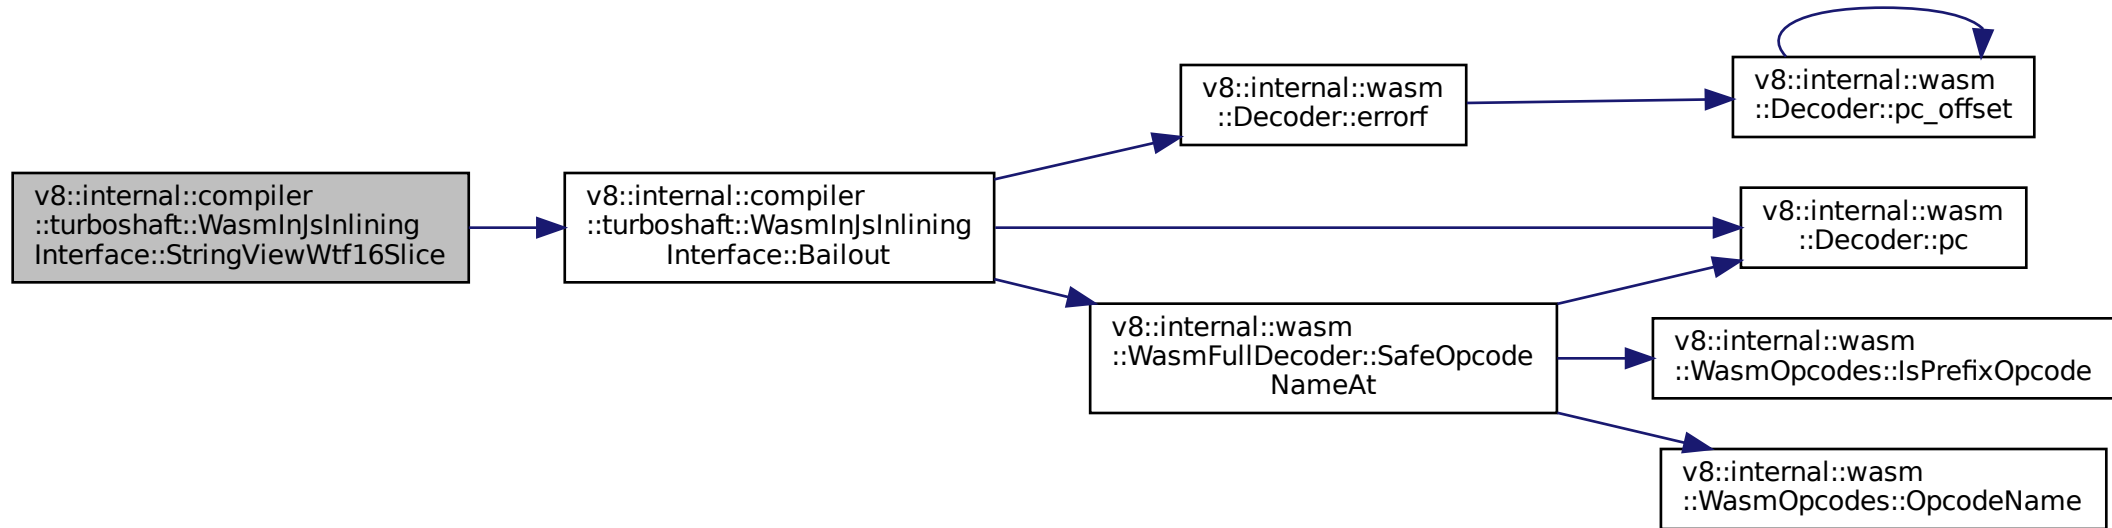 v8::internal::compiler
::turboshaft::WasmInJsInlining
Interface::StringViewWtf16Slice
v8::internal::compiler
::turboshaft::WasmInJsInlining
Interface::Bailout
v8::internal::wasm
::Decoder::errorf
v8::internal::wasm
::Decoder::pc_offset
v8::internal::wasm
::Decoder::pc
v8::internal::wasm
::WasmFullDecoder::SafeOpcode
NameAt
v8::internal::wasm
::WasmOpcodes::IsPrefixOpcode
v8::internal::wasm
::WasmOpcodes::OpcodeName